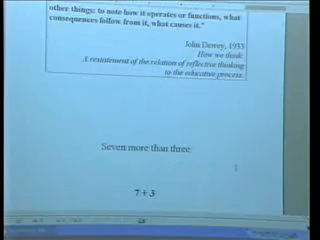 other things: to note how it operates or functions, what
consequences follow from it, what causes it."
John Dewey, 1933
How we think:
A restatement of the relation of reflective thinking
to the educative process.
Seven more than three
7 + 3